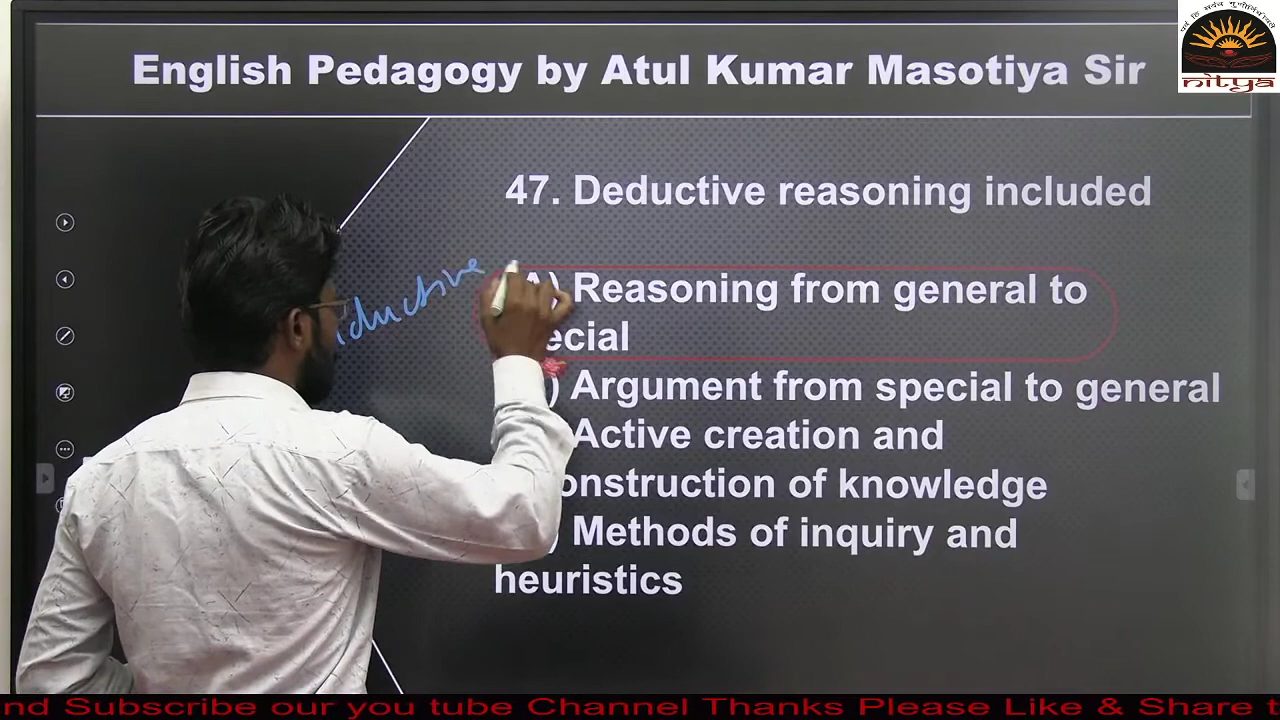 English Pedagogy by Atul Kumar Masotiya Sir
nitya
47. Deductive reasoning included
A) Reasoning from general to
ecial
) Argument from special to general
Active creation and
onstruction of knowledge
) Methods of inquiry and
heuristics
ductive
nd Subscribe our you tube Channel Thanks Please Like & Share t